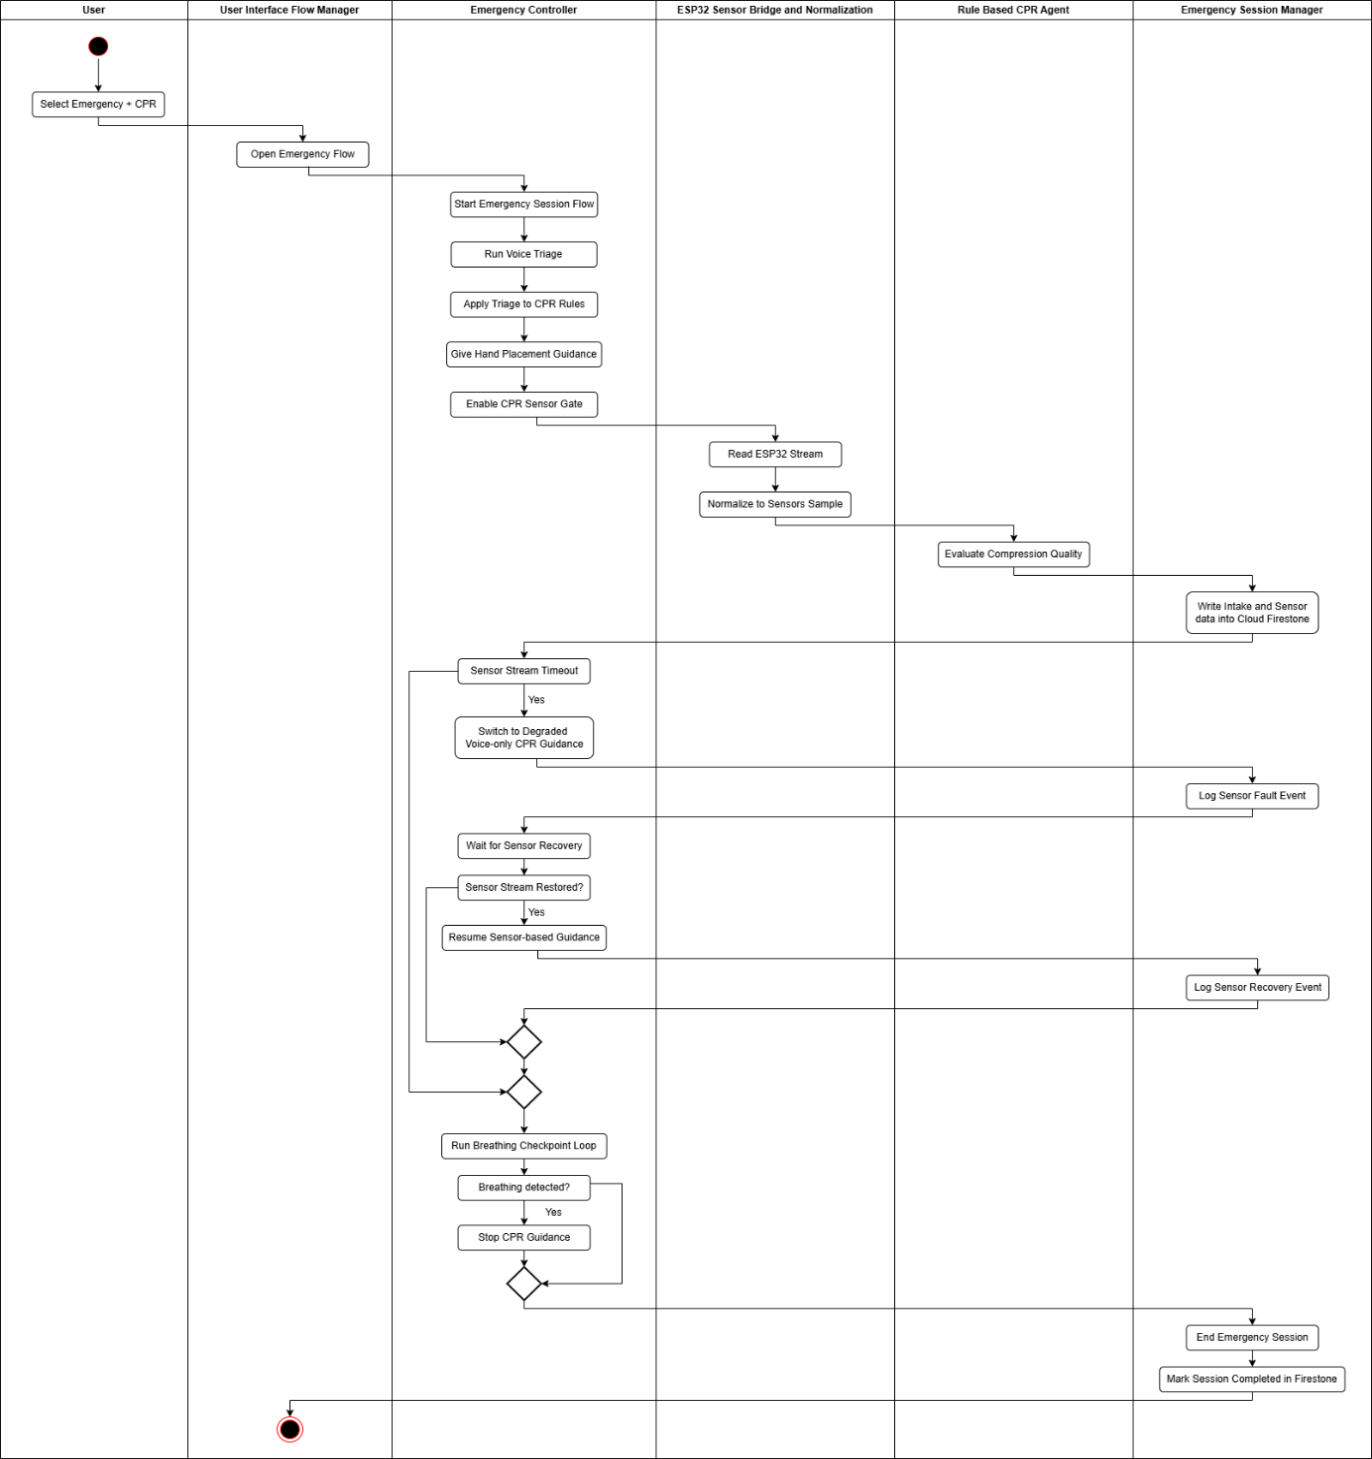 User
User Interface Flow Manager
Emergency Controller
ESP32 Sensor Bridge and Normalization
Rule Based CPR Agent
Emergency Session Manager
Select Emergency + CPR
Open Emergency Flow
Start Emergency Session Flow
Run Voice Triage
Apply Triage to CPR Rules
Give Hand Placement Guidance
Enable CPR Sensor Gate
Read ESP32 Stream
Normalize to Sensors Sample
Evaluate Compression Quality
Write Intake and Sensor
data into Cloud Firestone
Sensor Stream Timeout
Yes
Switch to Degraded
Voice-only CPR Guidance
Log Sensor Fault Event
Wait for Sensor Recovery
Sensor Stream Restored?
Yes
Resume Sensor-based Guidance
Log Sensor Recovery Event
Run Breathing Checkpoint Loop
Breathing detected?
Yes
Stop CPR Guidance
End Emergency Session
Mark Session Completed in Firestone